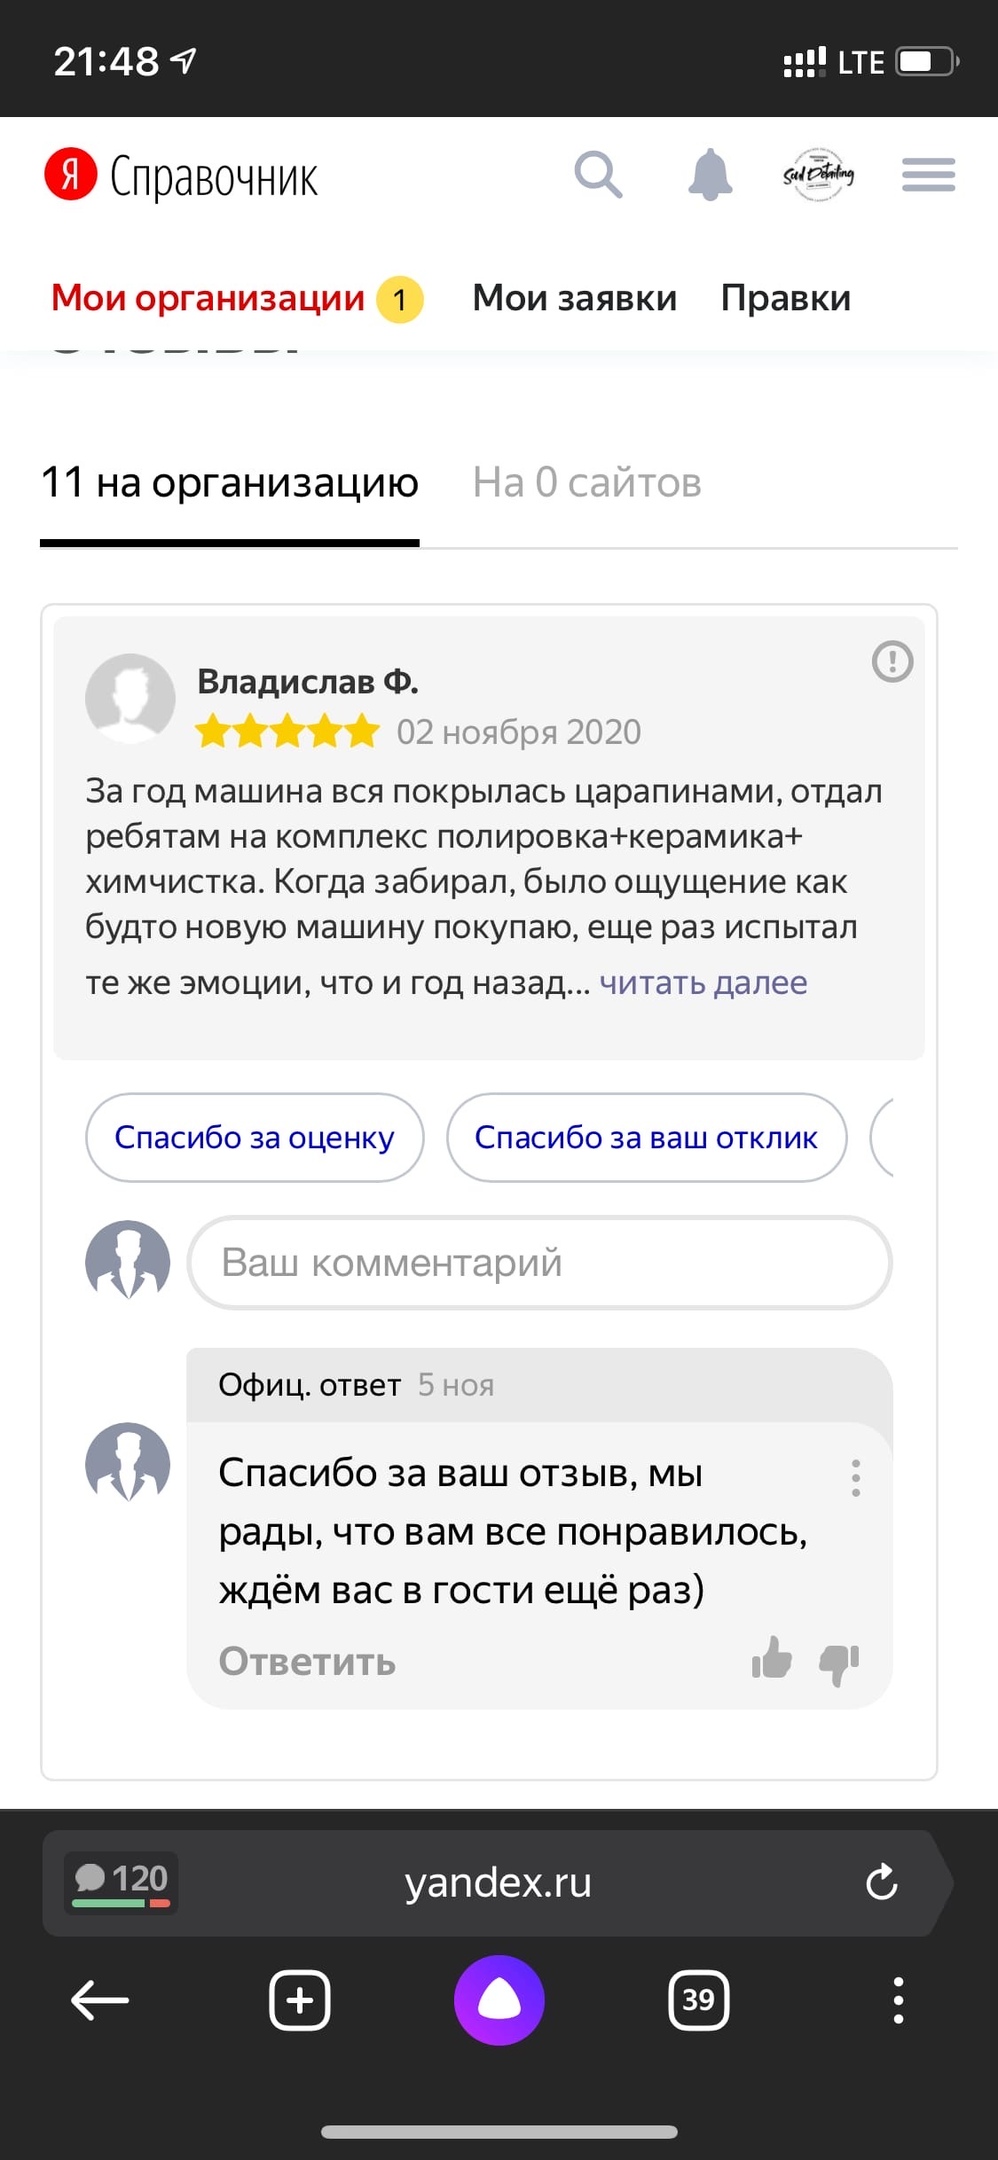 21:48
LTE
Я Справочник
Soul Detailing
Мои организации 1 Мои заявки Правки
11 на организацию На 0 сайтов
Владислав Ф.
02 ноября 2020
За год машина вся покрылась царапинами, отдал
ребятам на комплекс полировка+керамика+
химчистка. Когда забирал, было ощущение как
будто новую машину покупаю, еще раз испытал
те же эмоции, что и год назад... читать далее
Спасибо за оценку Спасибо за ваш отклик
Ваш комментарий
Офиц. ответ 5 ноя
Спасибо за ваш отзыв, мы
рады, что вам все понравилось,
ждём вас в гости ещё раз)
Ответить
120 yandex.ru
39